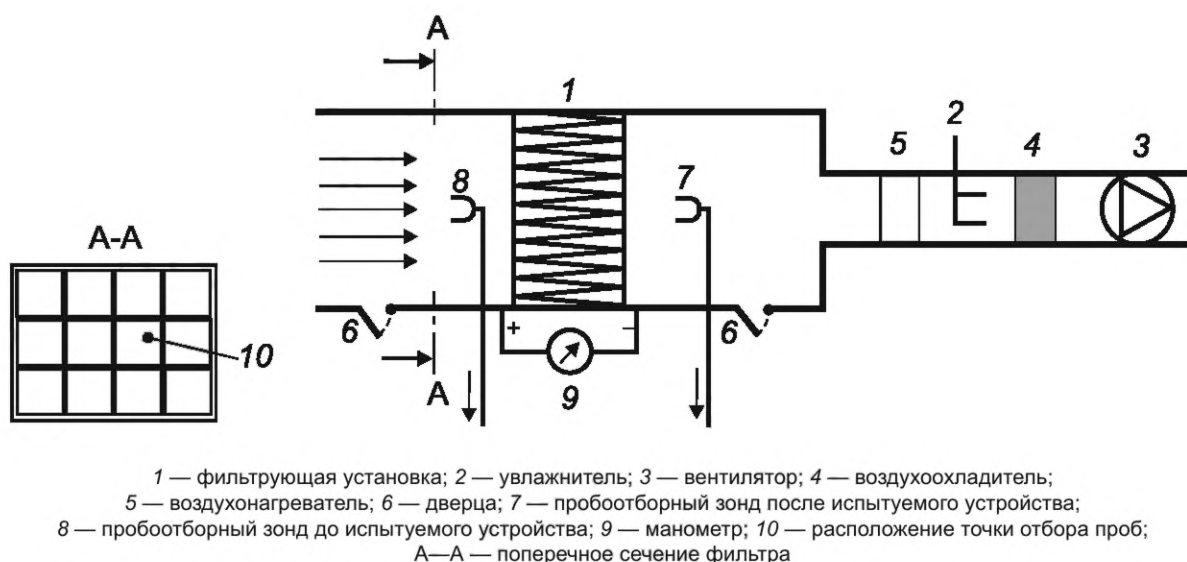 А
1
2
5
4
3
8
7
А-А
6
+
–
6
10
А
9
1 — фильтрующая установка; 2 — увлажнитель; 3 — вентилятор; 4 — воздухоохладитель;
5 — воздухонагреватель; 6 — дверца; 7 — пробоотборный зонд после испытуемого устройства;
8 — пробоотборный зонд до испытуемого устройства; 9 — манометр; 10 — расположение точки отбора проб;
А—А — поперечное сечение фильтра